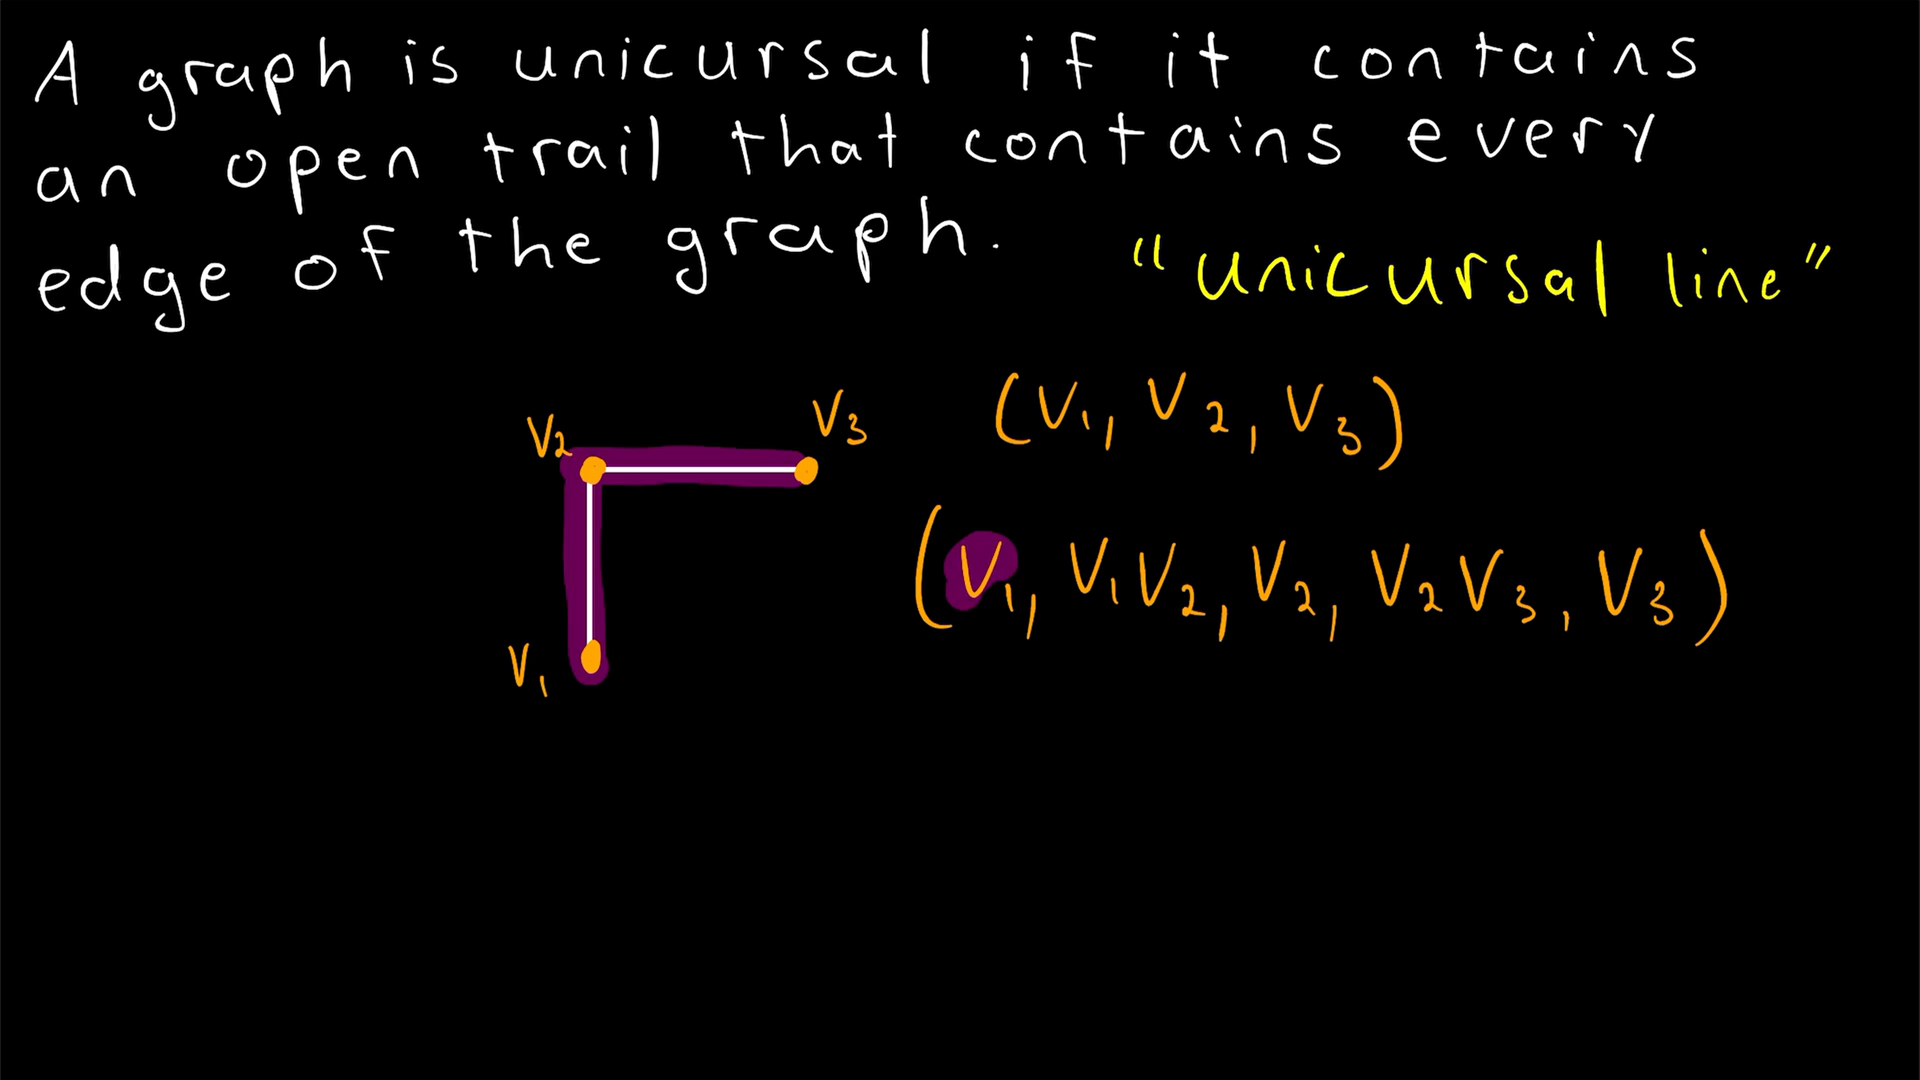 A graph is unicursal if it contains
an open trail that contains every
edge of the graph.
"unicursal line"
V2
V3
(V1, V2, V3)
(V1, V1V2, V2, V2V3, V3)
V1